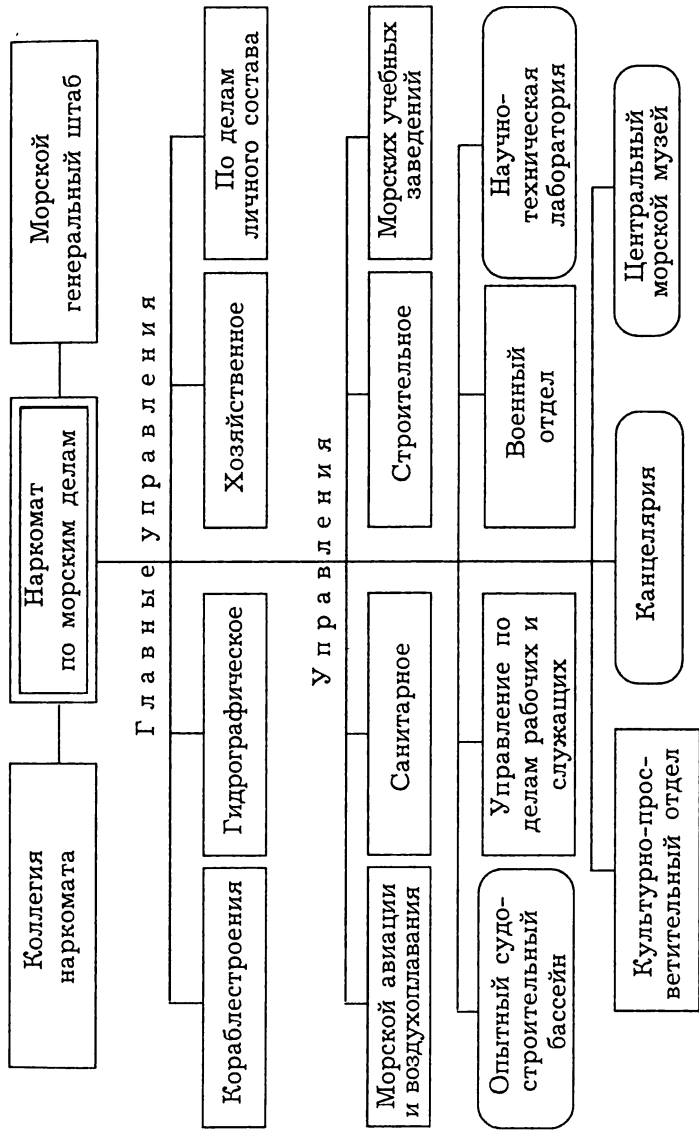 Коллегия
наркомата
Наркомат
по морским делам
Морской
генеральный штаб
Главные управления
Кораблестроения
Гидрографическое
Хозяйственное
По делам
личного состава
Управления
Морской авиации
и воздухоплавания
Санитарное
Строительное
Морских учебных
заведений
Опытный судо-
строительный
бассейн
Управление по
делам рабочих и
служащих
Военный
отдел
Научно-
техническая
лаборатория
Культурно-прос-
ветительный отдел
Канцелярия
Центральный
морской музей